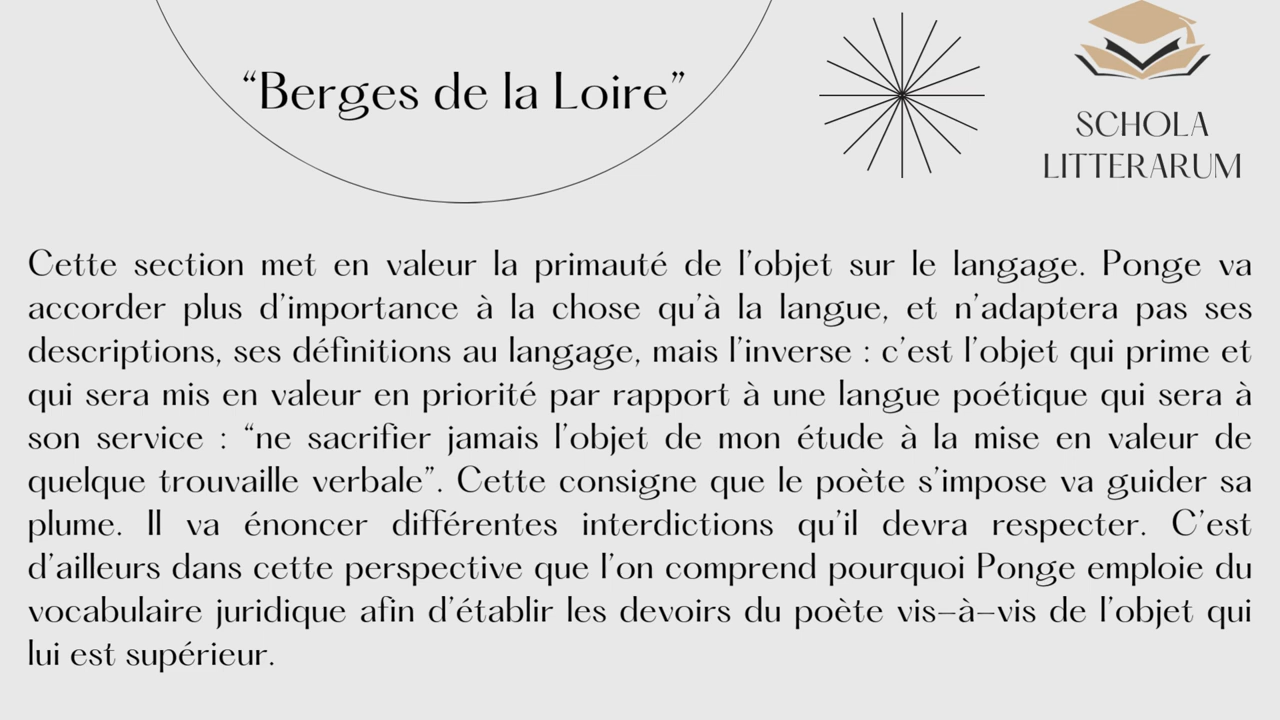 “Berges de la Loire”
SCHOLA
LITTERARUM
Cette section met en valeur la primauté de l’objet sur le langage. Ponge va
accorder plus d’importance à la chose qu’à la langue, et n’adaptera pas ses
descriptions, ses définitions au langage, mais l’inverse : c’est l’objet qui prime et
qui sera mis en valeur en priorité par rapport à une langue poétique qui sera à
son service : “ne sacrifier jamais l’objet de mon étude à la mise en valeur de
quelque trouvaille verbale”. Cette consigne que le poète s’impose va guider sa
plume. Il va énoncer différentes interdictions qu’il devra respecter. C’est
d’ailleurs dans cette perspective que l’on comprend pourquoi Ponge emploie du
vocabulaire juridique afin d’établir les devoirs du poète vis–à–vis de l’objet qui
lui est supérieur.